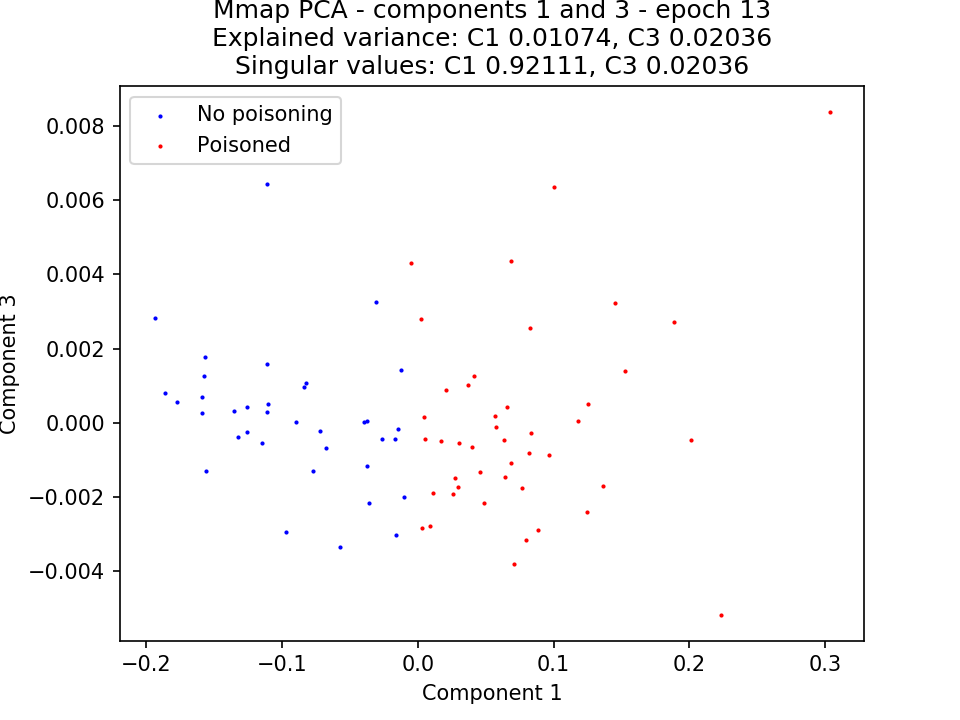 Mmap PCA - components 1 and 3 - epoch 13
Explained variance: C1 0.01074, C3 0.02036
Singular values: C1 0.92111, C3 0.02036
No poisoning
Poisoned
Component 3
0.008
0.006
0.004
0.002
0.000
−0.002
−0.004
−0.2
−0.1
0.0
0.1
0.2
0.3
Component 1